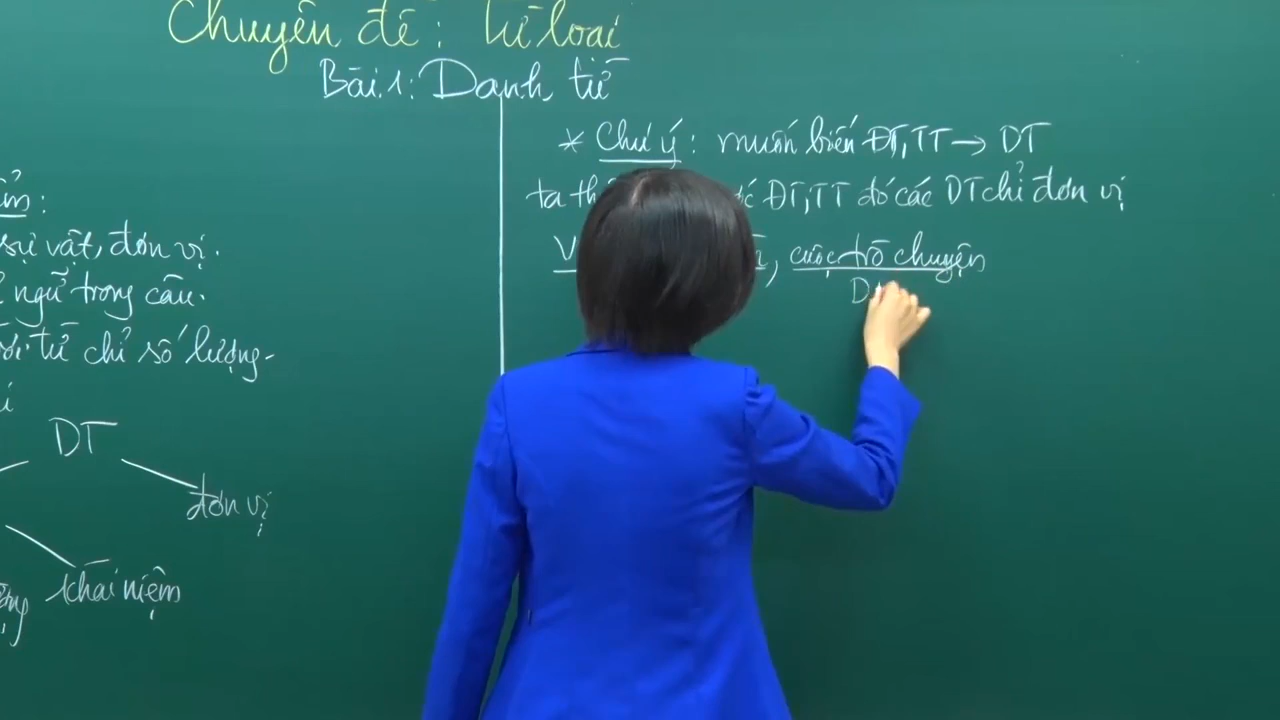 Chuyên đề: Từ loại
Bài 1: Danh từ
sự vật, đơn vị.
ngữ trong câu.
từ chỉ số lượng
DT
đơn vị
khái niệm
* Chú ý: muốn biến ĐT, TT → DT
ta ĐT, TT đó các DT chỉ đơn vị
, cuộc trò chuyện